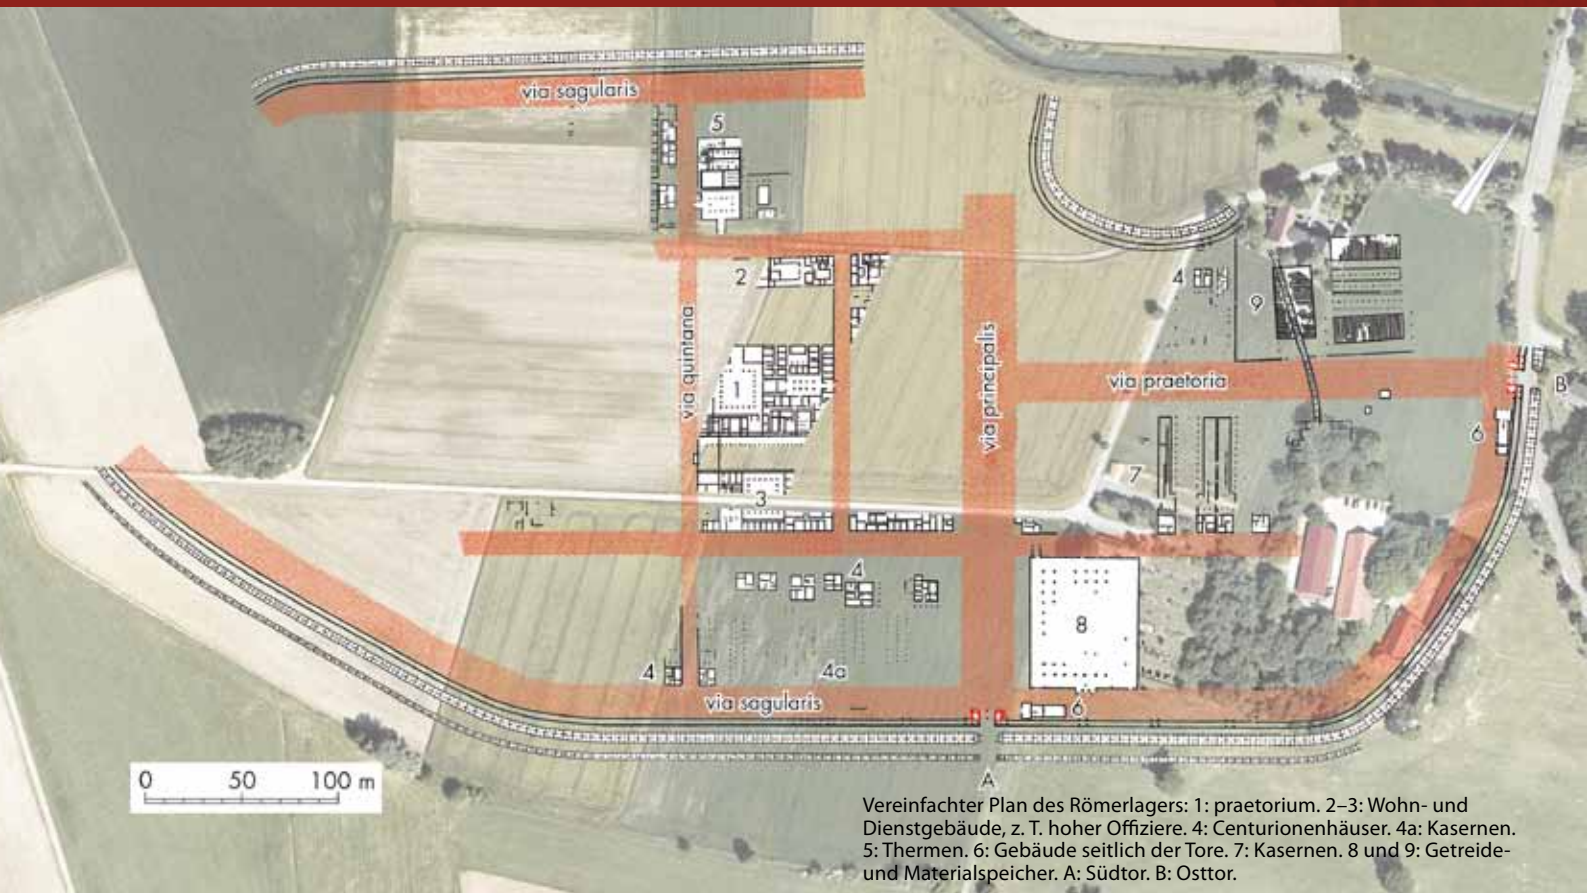 via sagularis
5
2
4
9
via quintana
via principalis
1
via praetoria
B
6
7
3
4
8
4
4a
via sagularis
6
0 50 100 m
A
Vereinfachter Plan des Römerlagers: 1: praetorium. 2–3: Wohn- und
Dienstgebäude, z. T. hoher Offiziere. 4: Centurionenhäuser. 4a: Kasernen.
5: Thermen. 6: Gebäude seitlich der Tore. 7: Kasernen. 8 und 9: Getreide-
und Materialspeicher. A: Südtor. B: Osttor.